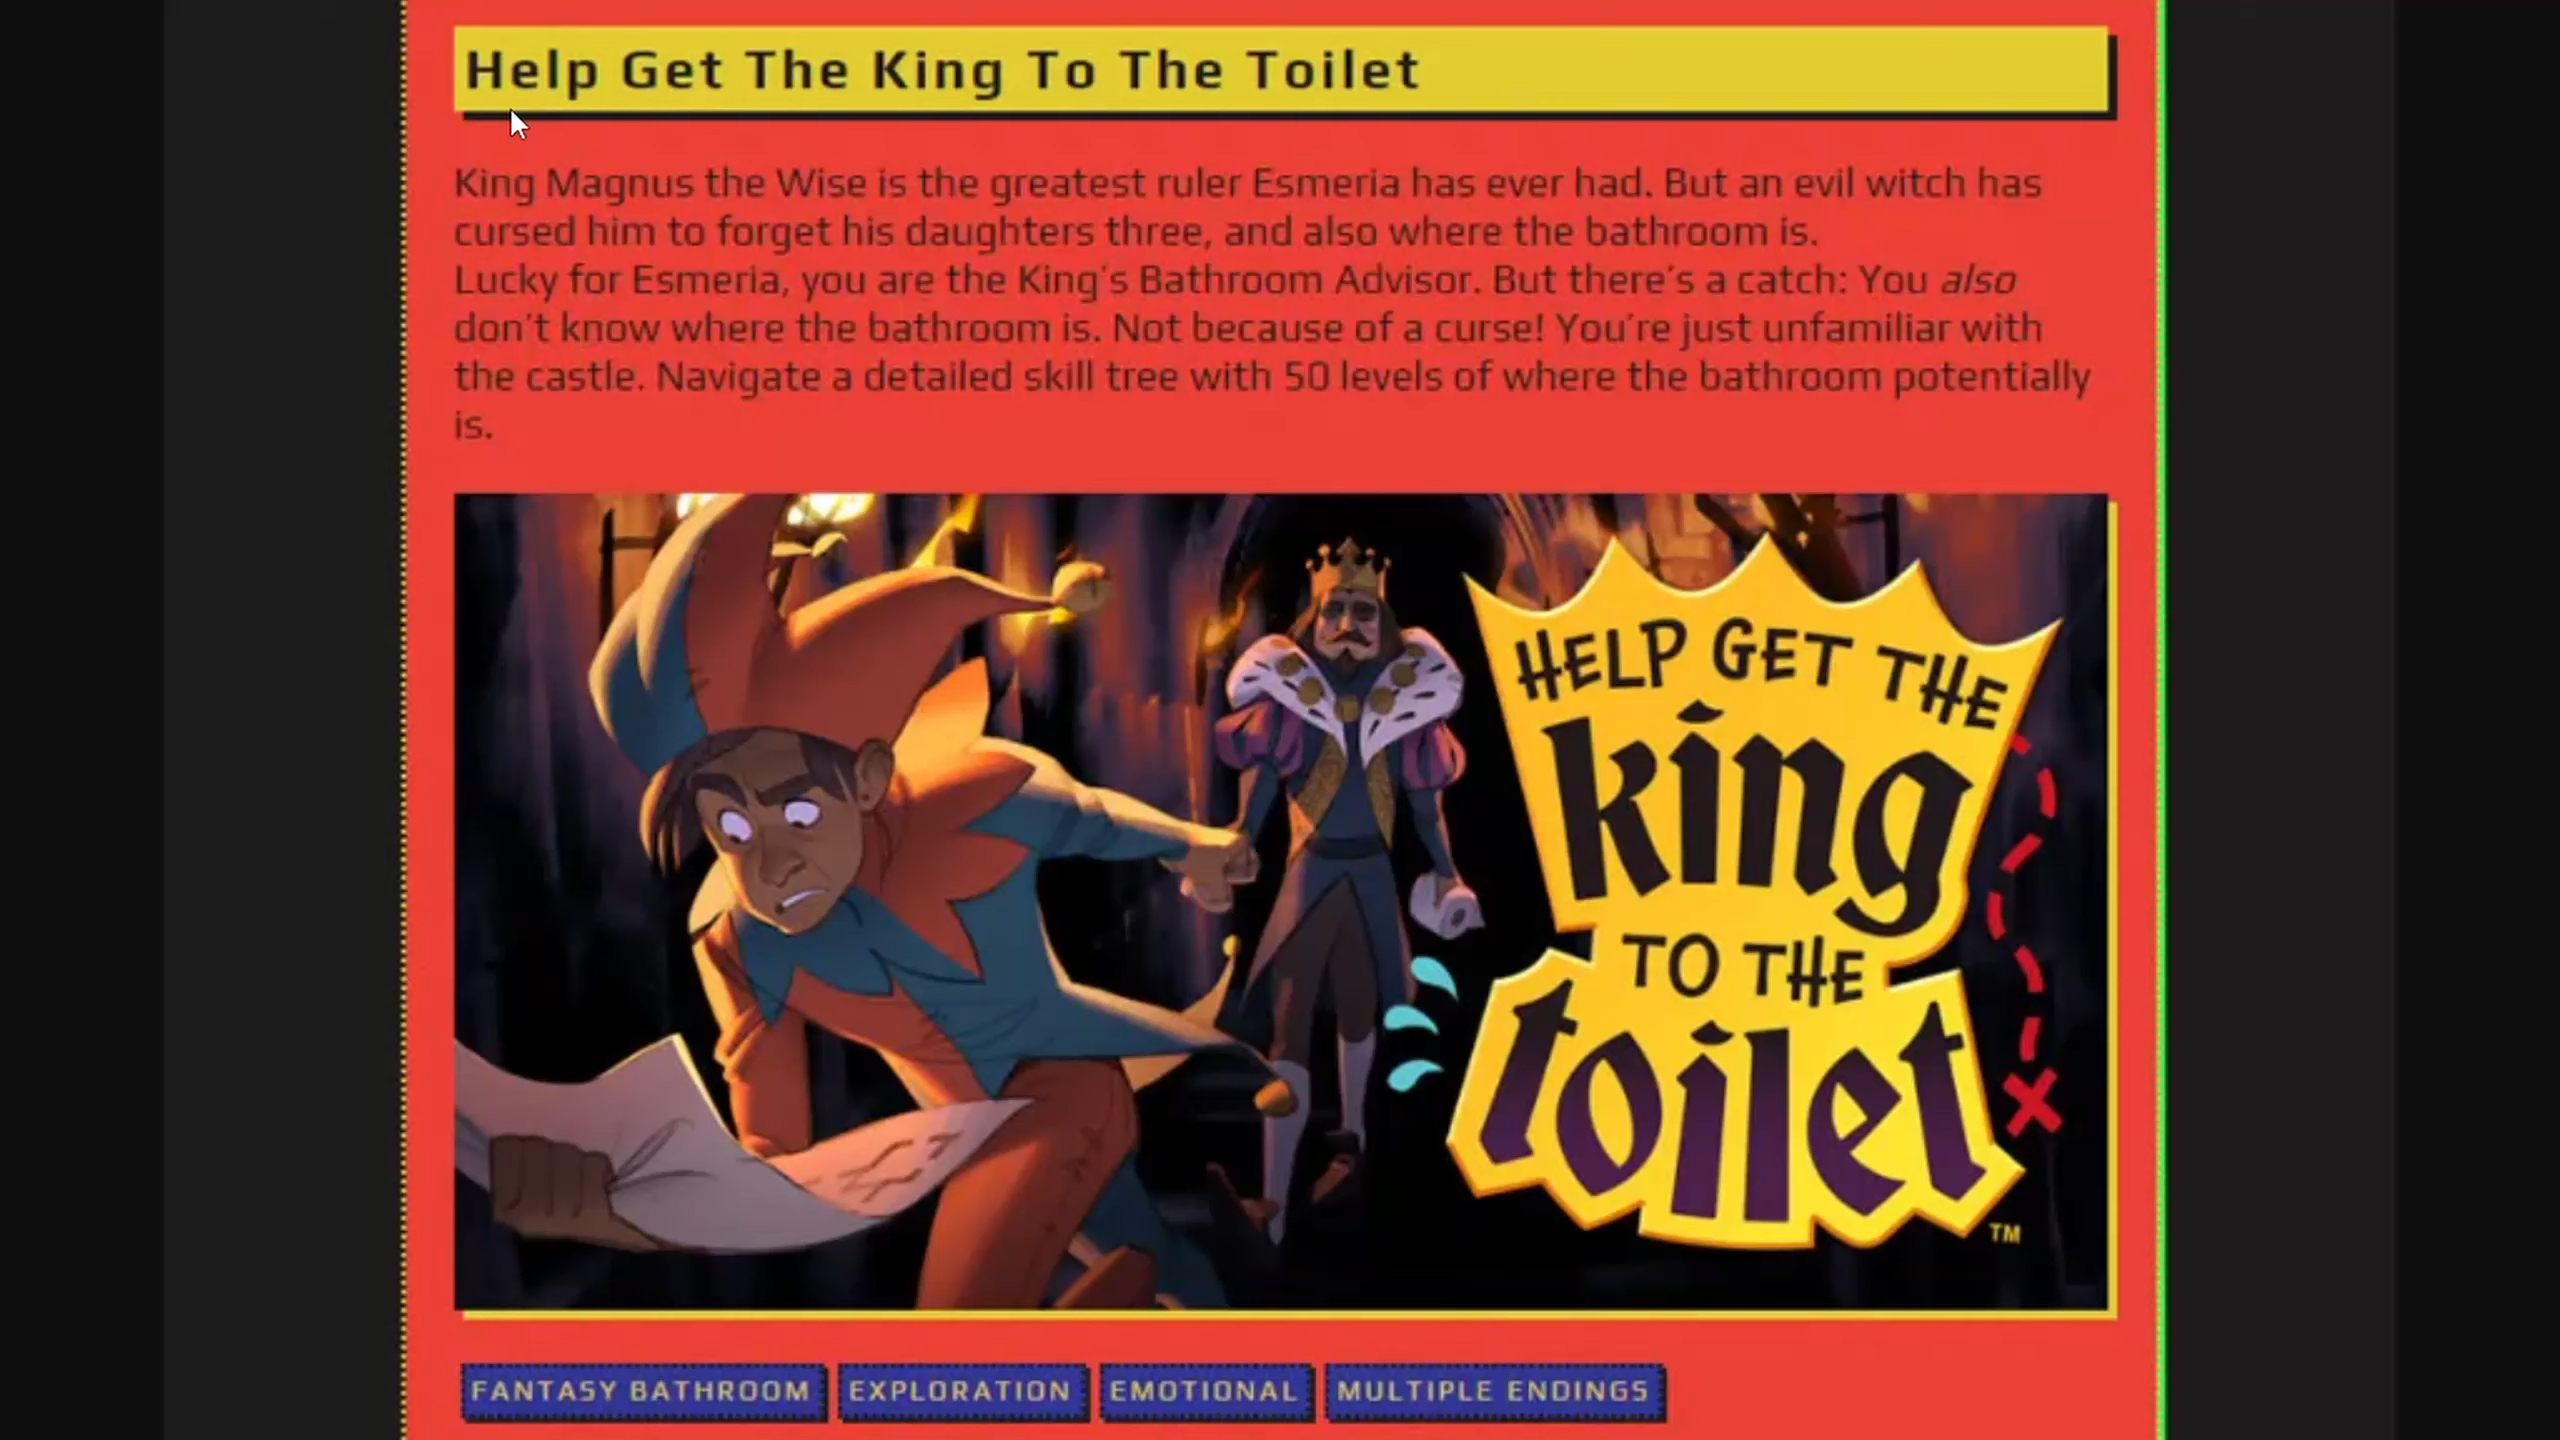 Help Get The King To The Toilet
King Magnus the Wise is the greatest ruler Esmeria has ever had. But an evil witch has
cursed him to forget his daughters three, and also where the bathroom is.
Lucky for Esmeria, you are the King's Bathroom Advisor. But there's a catch: You also
don't know where the bathroom is. Not because of a curse! You're just unfamiliar with
the castle. Navigate a detailed skill tree with 50 levels of where the bathroom potentially
is.
HELP GET THE
king
TO THE
toilet
TM
FANTASY BATHROOM EXPLORATION EMOTIONAL MULTIPLE ENDINGS